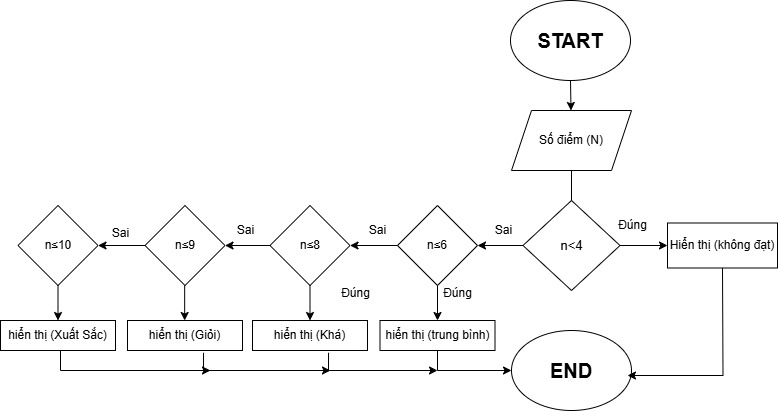 START
Số điểm (N)
n≤10
Sai
n≤9
Sai
n≤8
Sai
n≤6
Sai
n<4
Đúng
Hiển thị (không đạt)
Đúng
Đúng
hiển thị (Xuất Sắc)
hiển thị (Giỏi)
hiển thị (Khá)
hiển thị (trung bình)
END